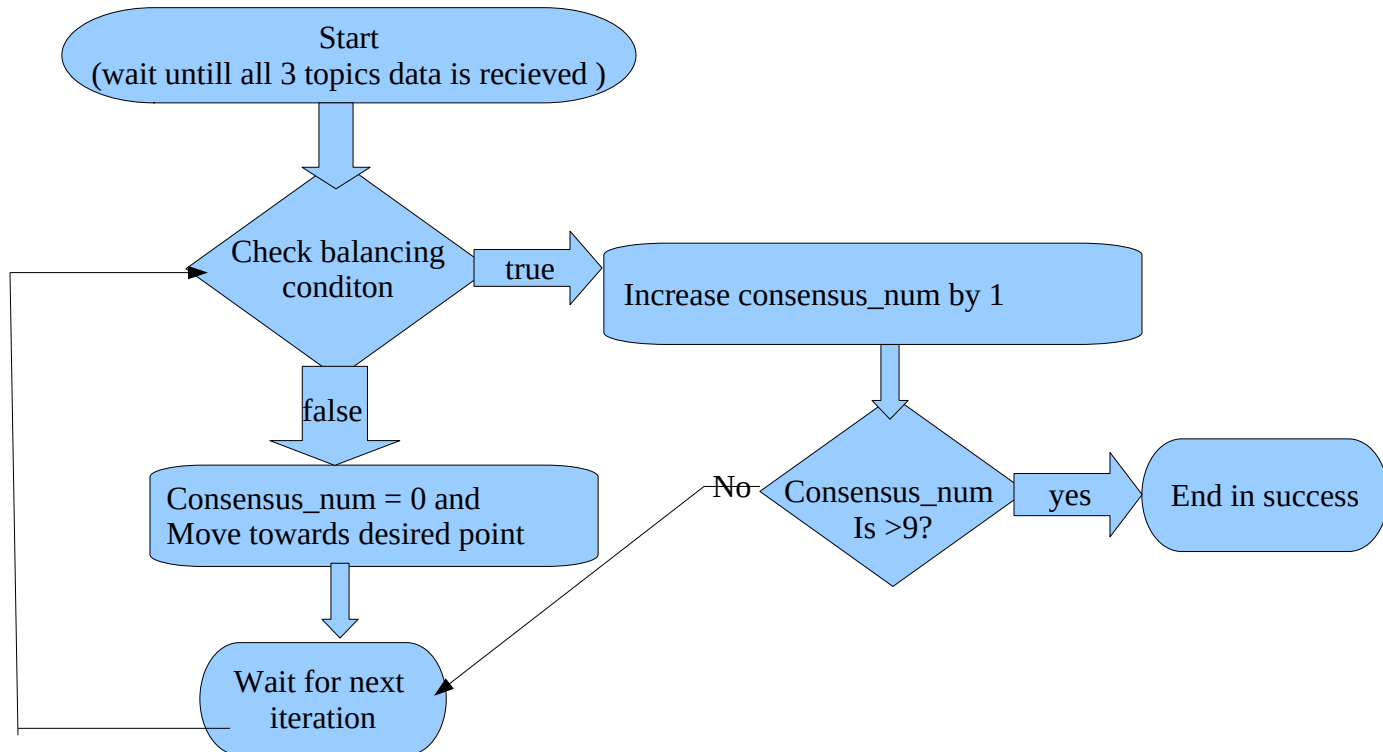 Start
(wait untill all 3 topics data is recieved )
Check balancing
conditon
true
Increase consensus_num by 1
false
Consensus_num = 0 and
Move towards desired point
No
Consensus_num
Is >9?
yes
End in success
Wait for next
iteration